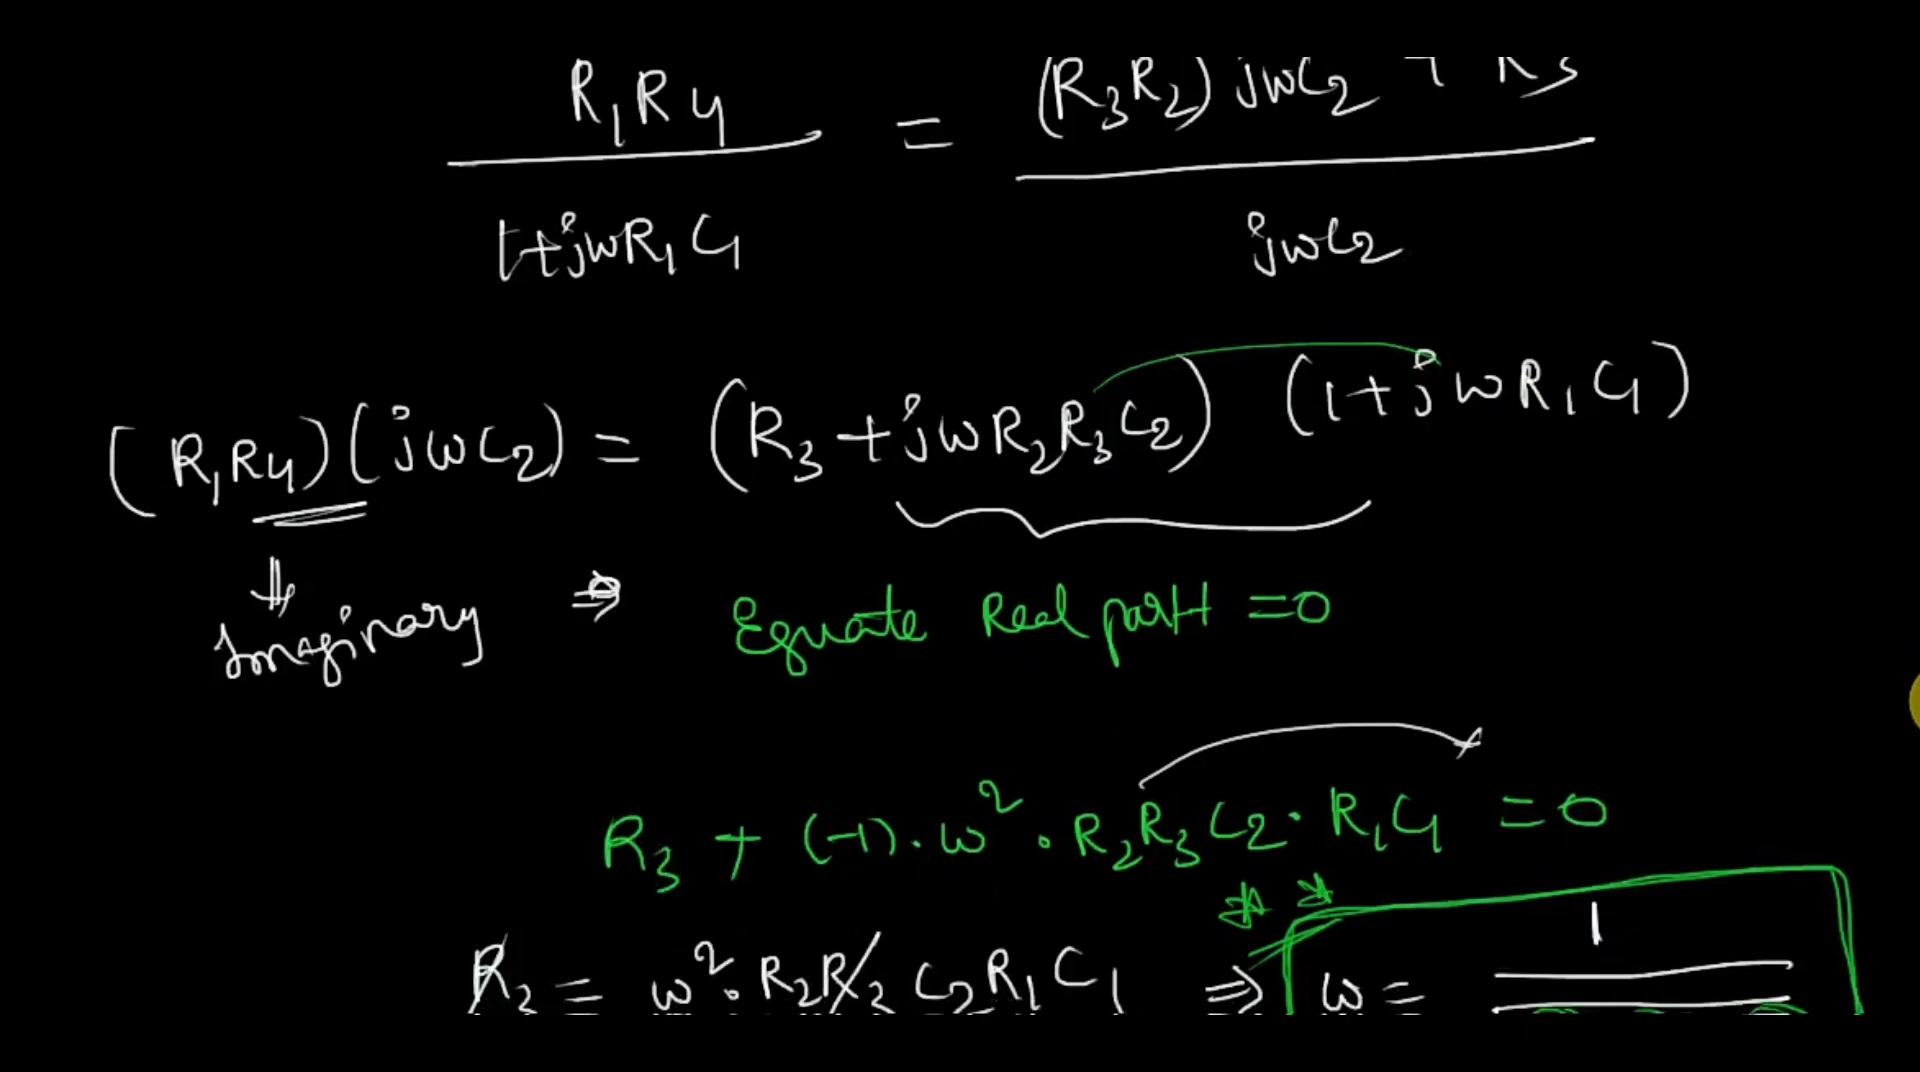 R₁R₄ = (R₃R₂)jωC₂ + R₃
1+jωR₁C₁ jωC₂
(R₁R₄)(jωC₂) = (R₃+jωR₂R₃C₂) (1+jωR₁C₁)
Imaginary ⇒ Equate Real part =0
R₃ + (-1).ω².R₂R₃C₂.R₁C₁ =0
R₃ = ω².R₂R₃C₂R₁C₁ ⇒ ω = 1